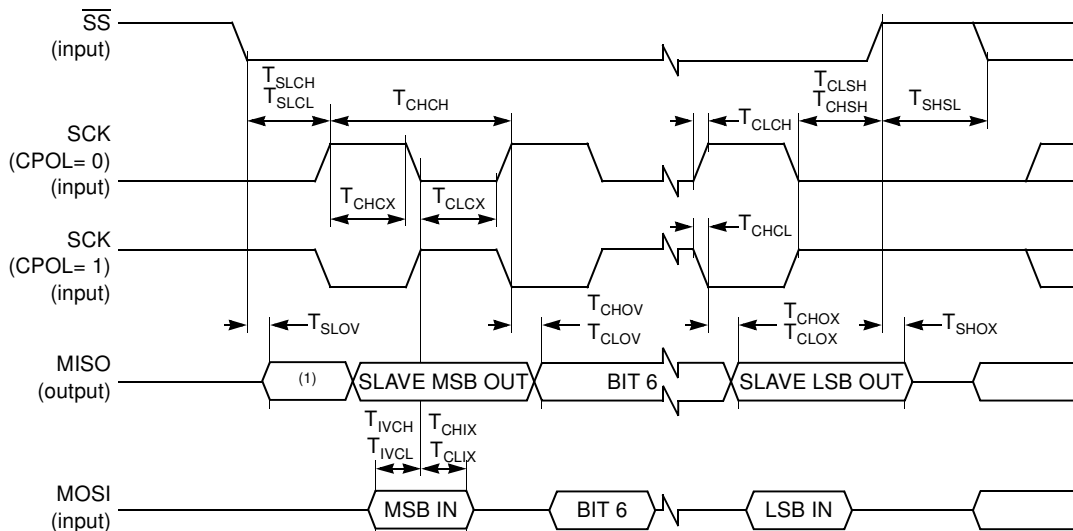 SS
(input)
T_SLCH
T_SLCL
T_CHCH
T_CLSH
T_CHSH
T_SHSL
SCK
(CPOL= 0)
(input)
T_CLCH
T_CHCX
T_CLCX
SCK
(CPOL= 1)
(input)
T_CHCL
T_SLOV
T_CHOV
T_CLOV
T_CHOX
T_CLOX
T_SHOX
MISO
(output)
(1)
SLAVE MSB OUT
BIT 6
SLAVE LSB OUT
T_IVCH
T_IVCL
T_CHIX
T_CLIX
MOSI
(input)
MSB IN
BIT 6
LSB IN